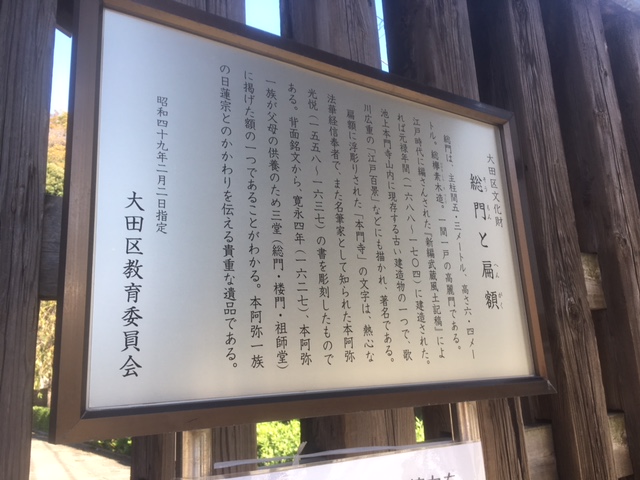 大田区文化財
総門と扁額
そうもん
へんがく
総門は、主柱間五・三メートル、高さ六・四メー
トル。総欅素木造。一間一戸の高麗門である。
江戸時代に編さんされた『新編武蔵風土記稿』によ
れば元禄年間(一六八八〜一七〇四)に建造された。
池上本門寺山内に現存する古い建造物の一つで、歌
川広重の「江戸百景」などにも描かれ、著名である。
扁額に浮彫りされた「本門寺」の文字は、熱心な
法華経信奉者で、また名筆家として知られた本阿弥
光悦(一五五八〜一六三七)の書を彫刻したもので
ある。背面銘文から、寛永四年(一六二七)、本阿弥
一族が父母の供養のため三堂(総門・楼門・祖師堂)
に掲げた額の一つであることがわかる。本阿弥一族
の日蓮宗とのかかわりを伝える貴重な遺品である。
昭和四十九年二月二日指定
大田区教育委員会